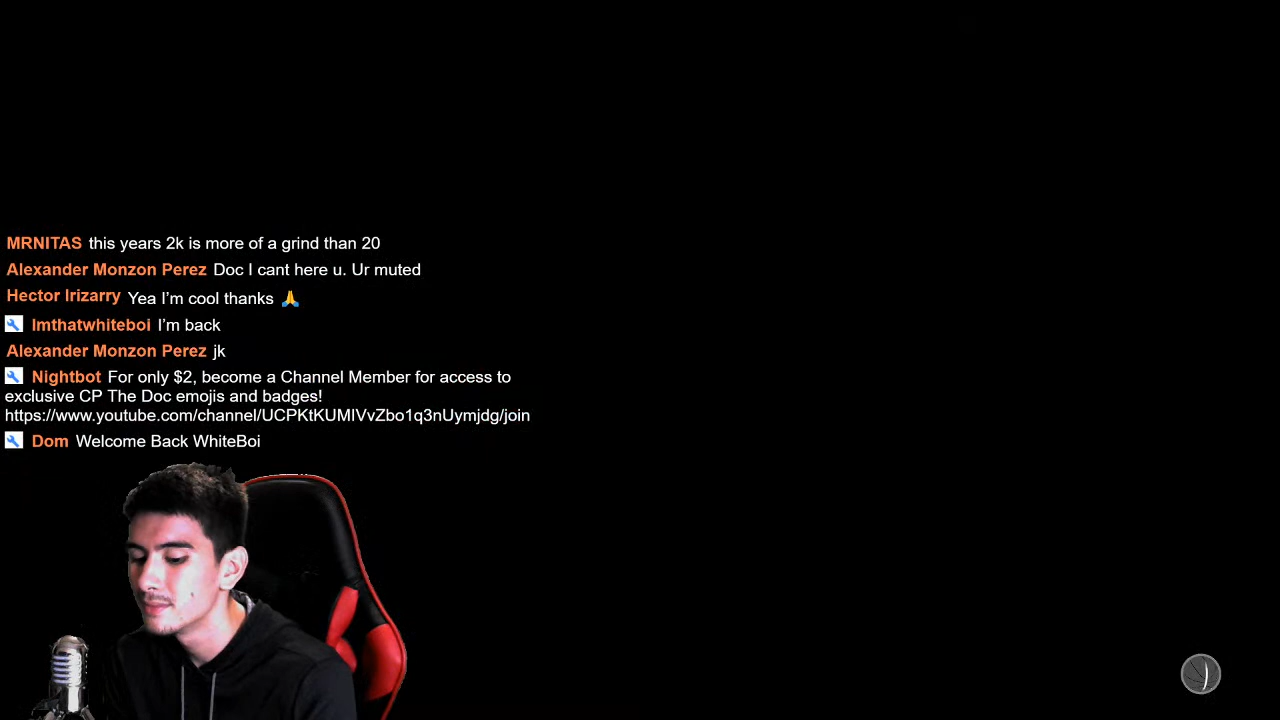 MRNITAS this years 2k is more of a grind than 20
Alexander Monzon Perez Doc I cant here u. Ur muted
Hector Irizarry Yea I’m cool thanks 🙏
Imthatwhiteboi I’m back
Alexander Monzon Perez jk
Nightbot For only $2, become a Channel Member for access to
exclusive CP The Doc emojis and badges!
https://www.youtube.com/channel/UCPKtKUMIVvZbo1q3nUymjdg/join
Dom Welcome Back WhiteBoi